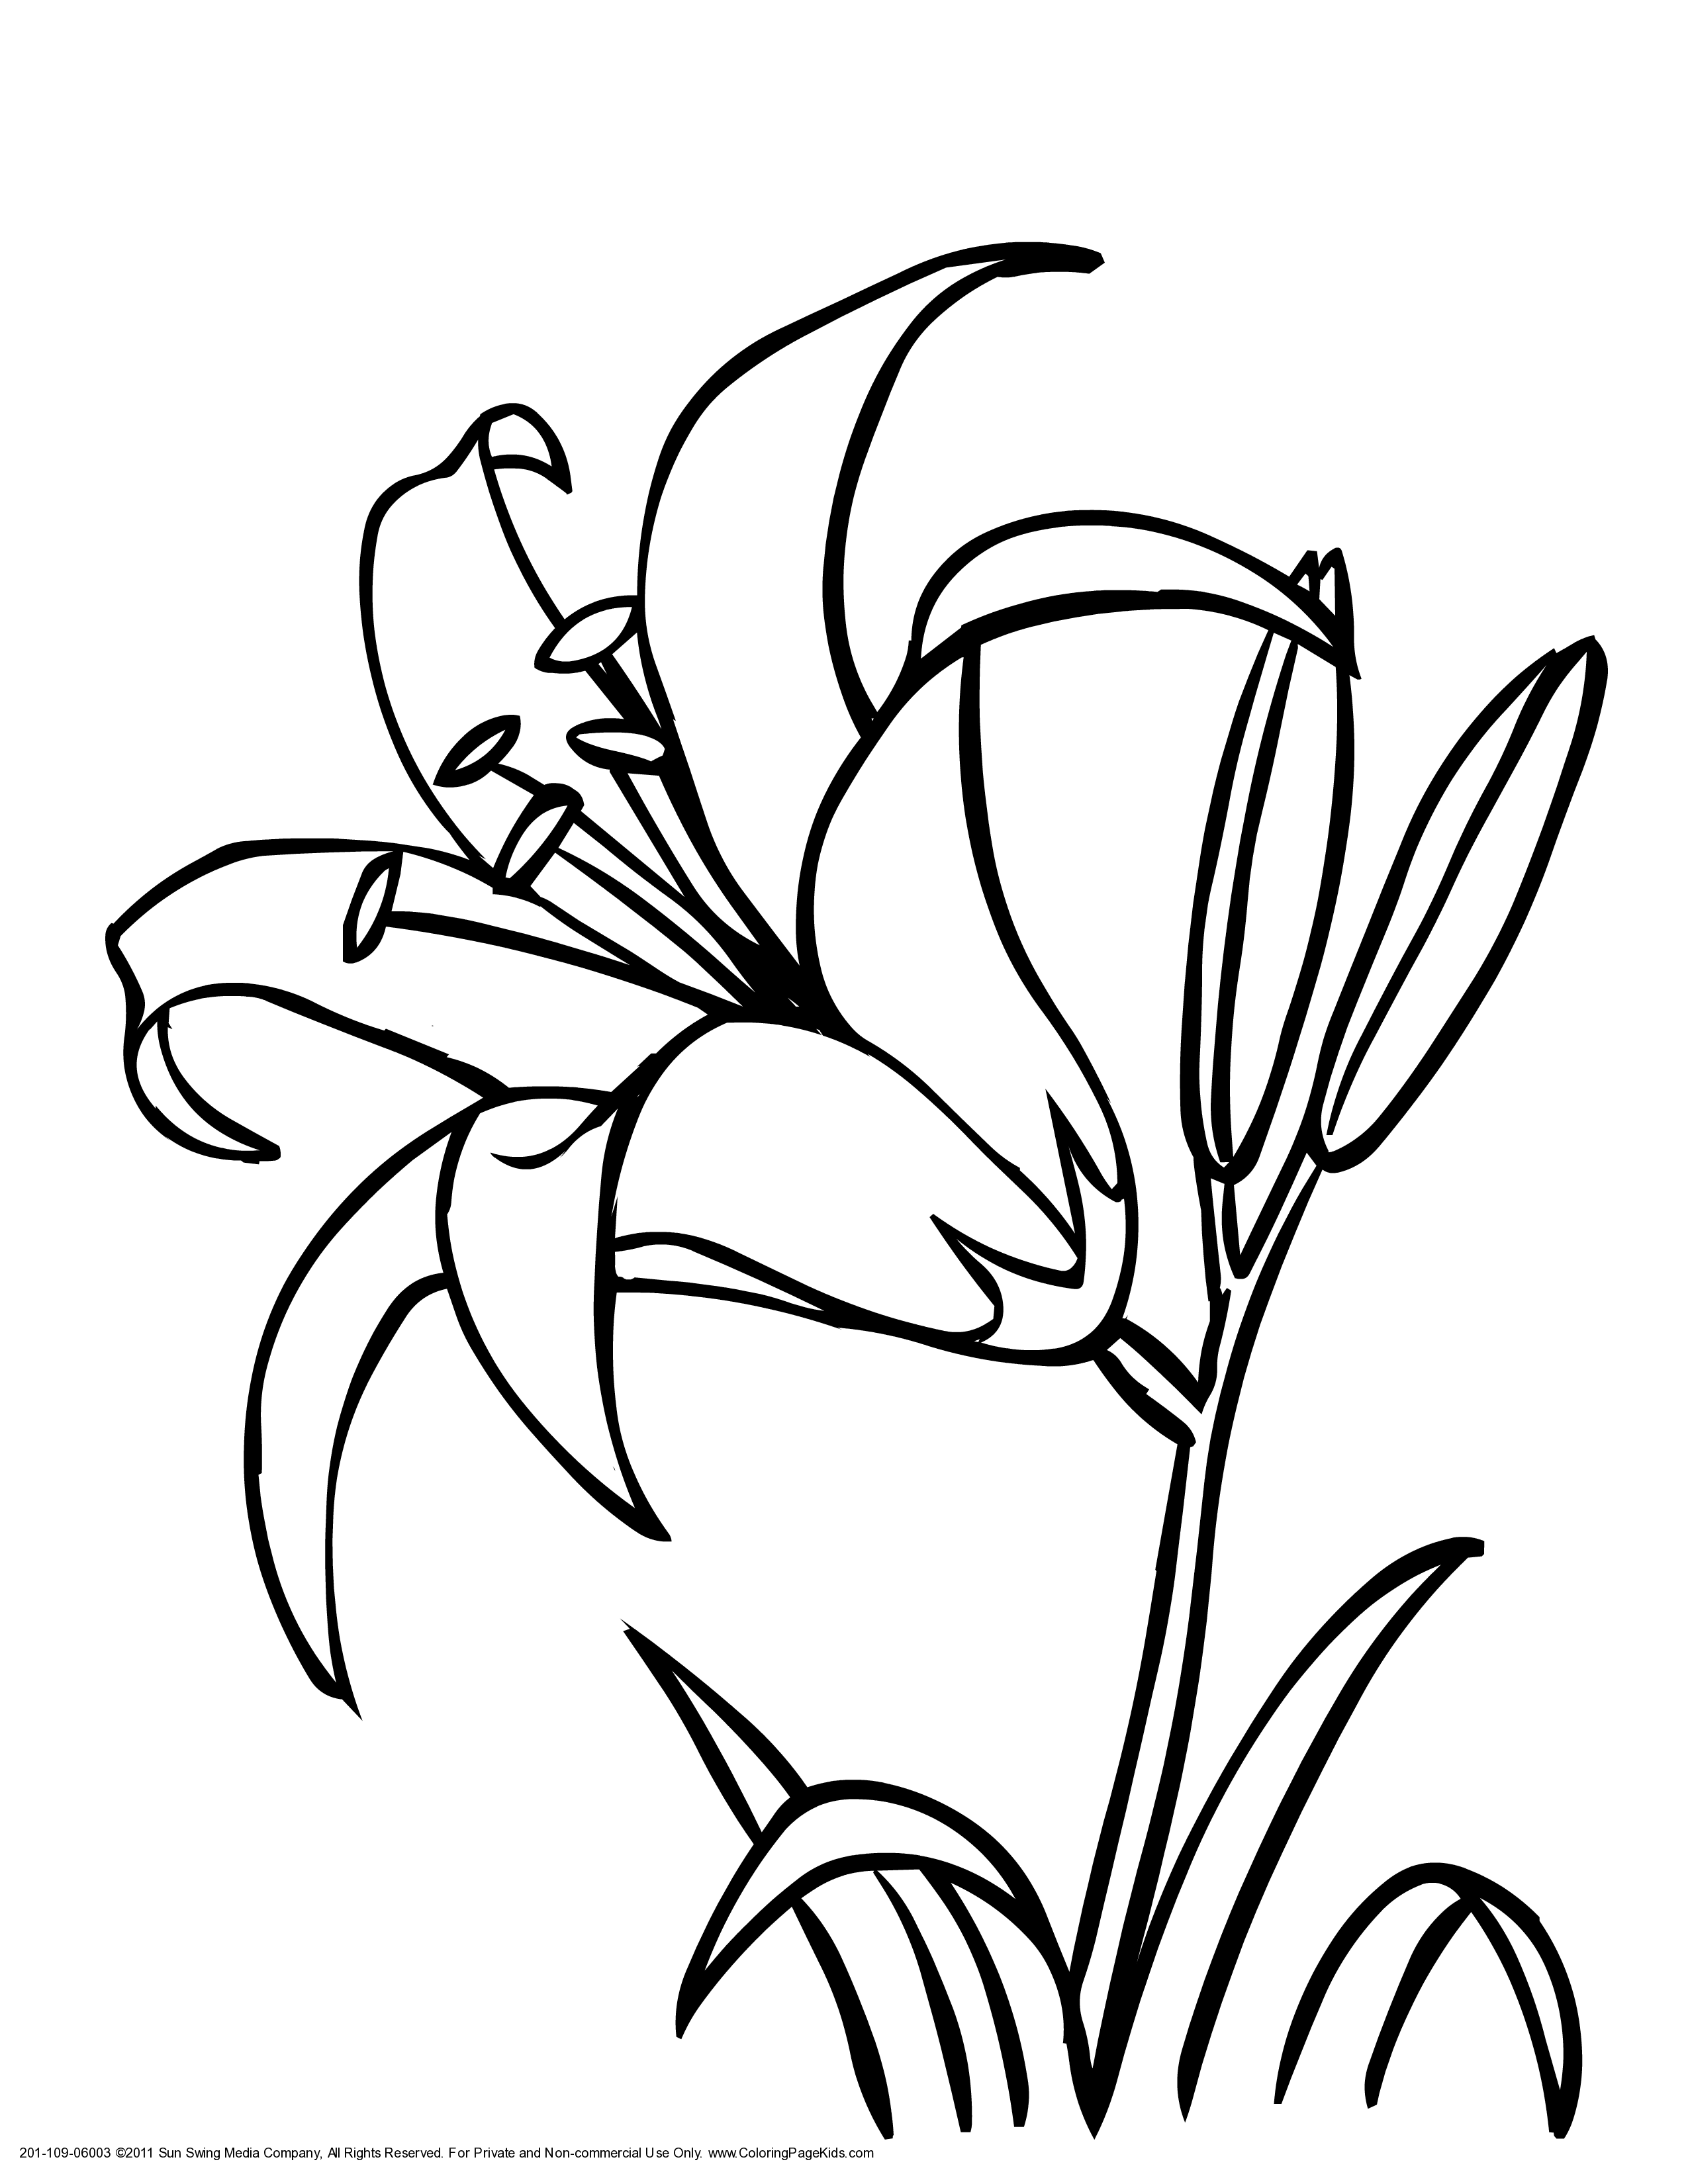 201-109-06003 ©2011 Sun Swing Media Company, All Rights Reserved. For Private and Non-commercial Use Only. www.ColoringPageKids.com